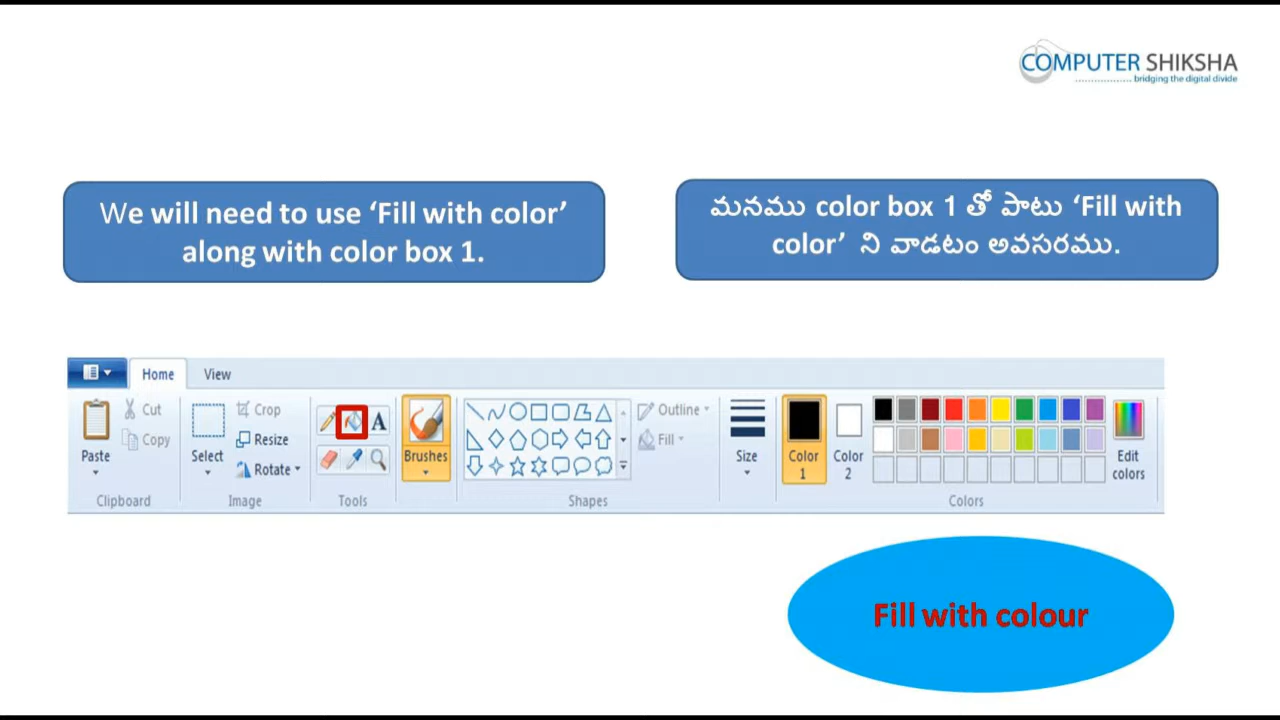 COMPUTER SHIKSHA
bridging the digital divide
We will need to use ‘Fill with color’
along with color box 1.
మనము color box 1 తో పాటు ‘Fill with
color’ ని వాడటం అవసరము.
Home View
Cut
Copy
Paste
Clipboard
Crop
Resize
Rotate
Select
Image
A
Tools
Brushes
Outline
Fill
Shapes
Size
Color
1
Color
2
Edit
colors
Colors
Fill with colour